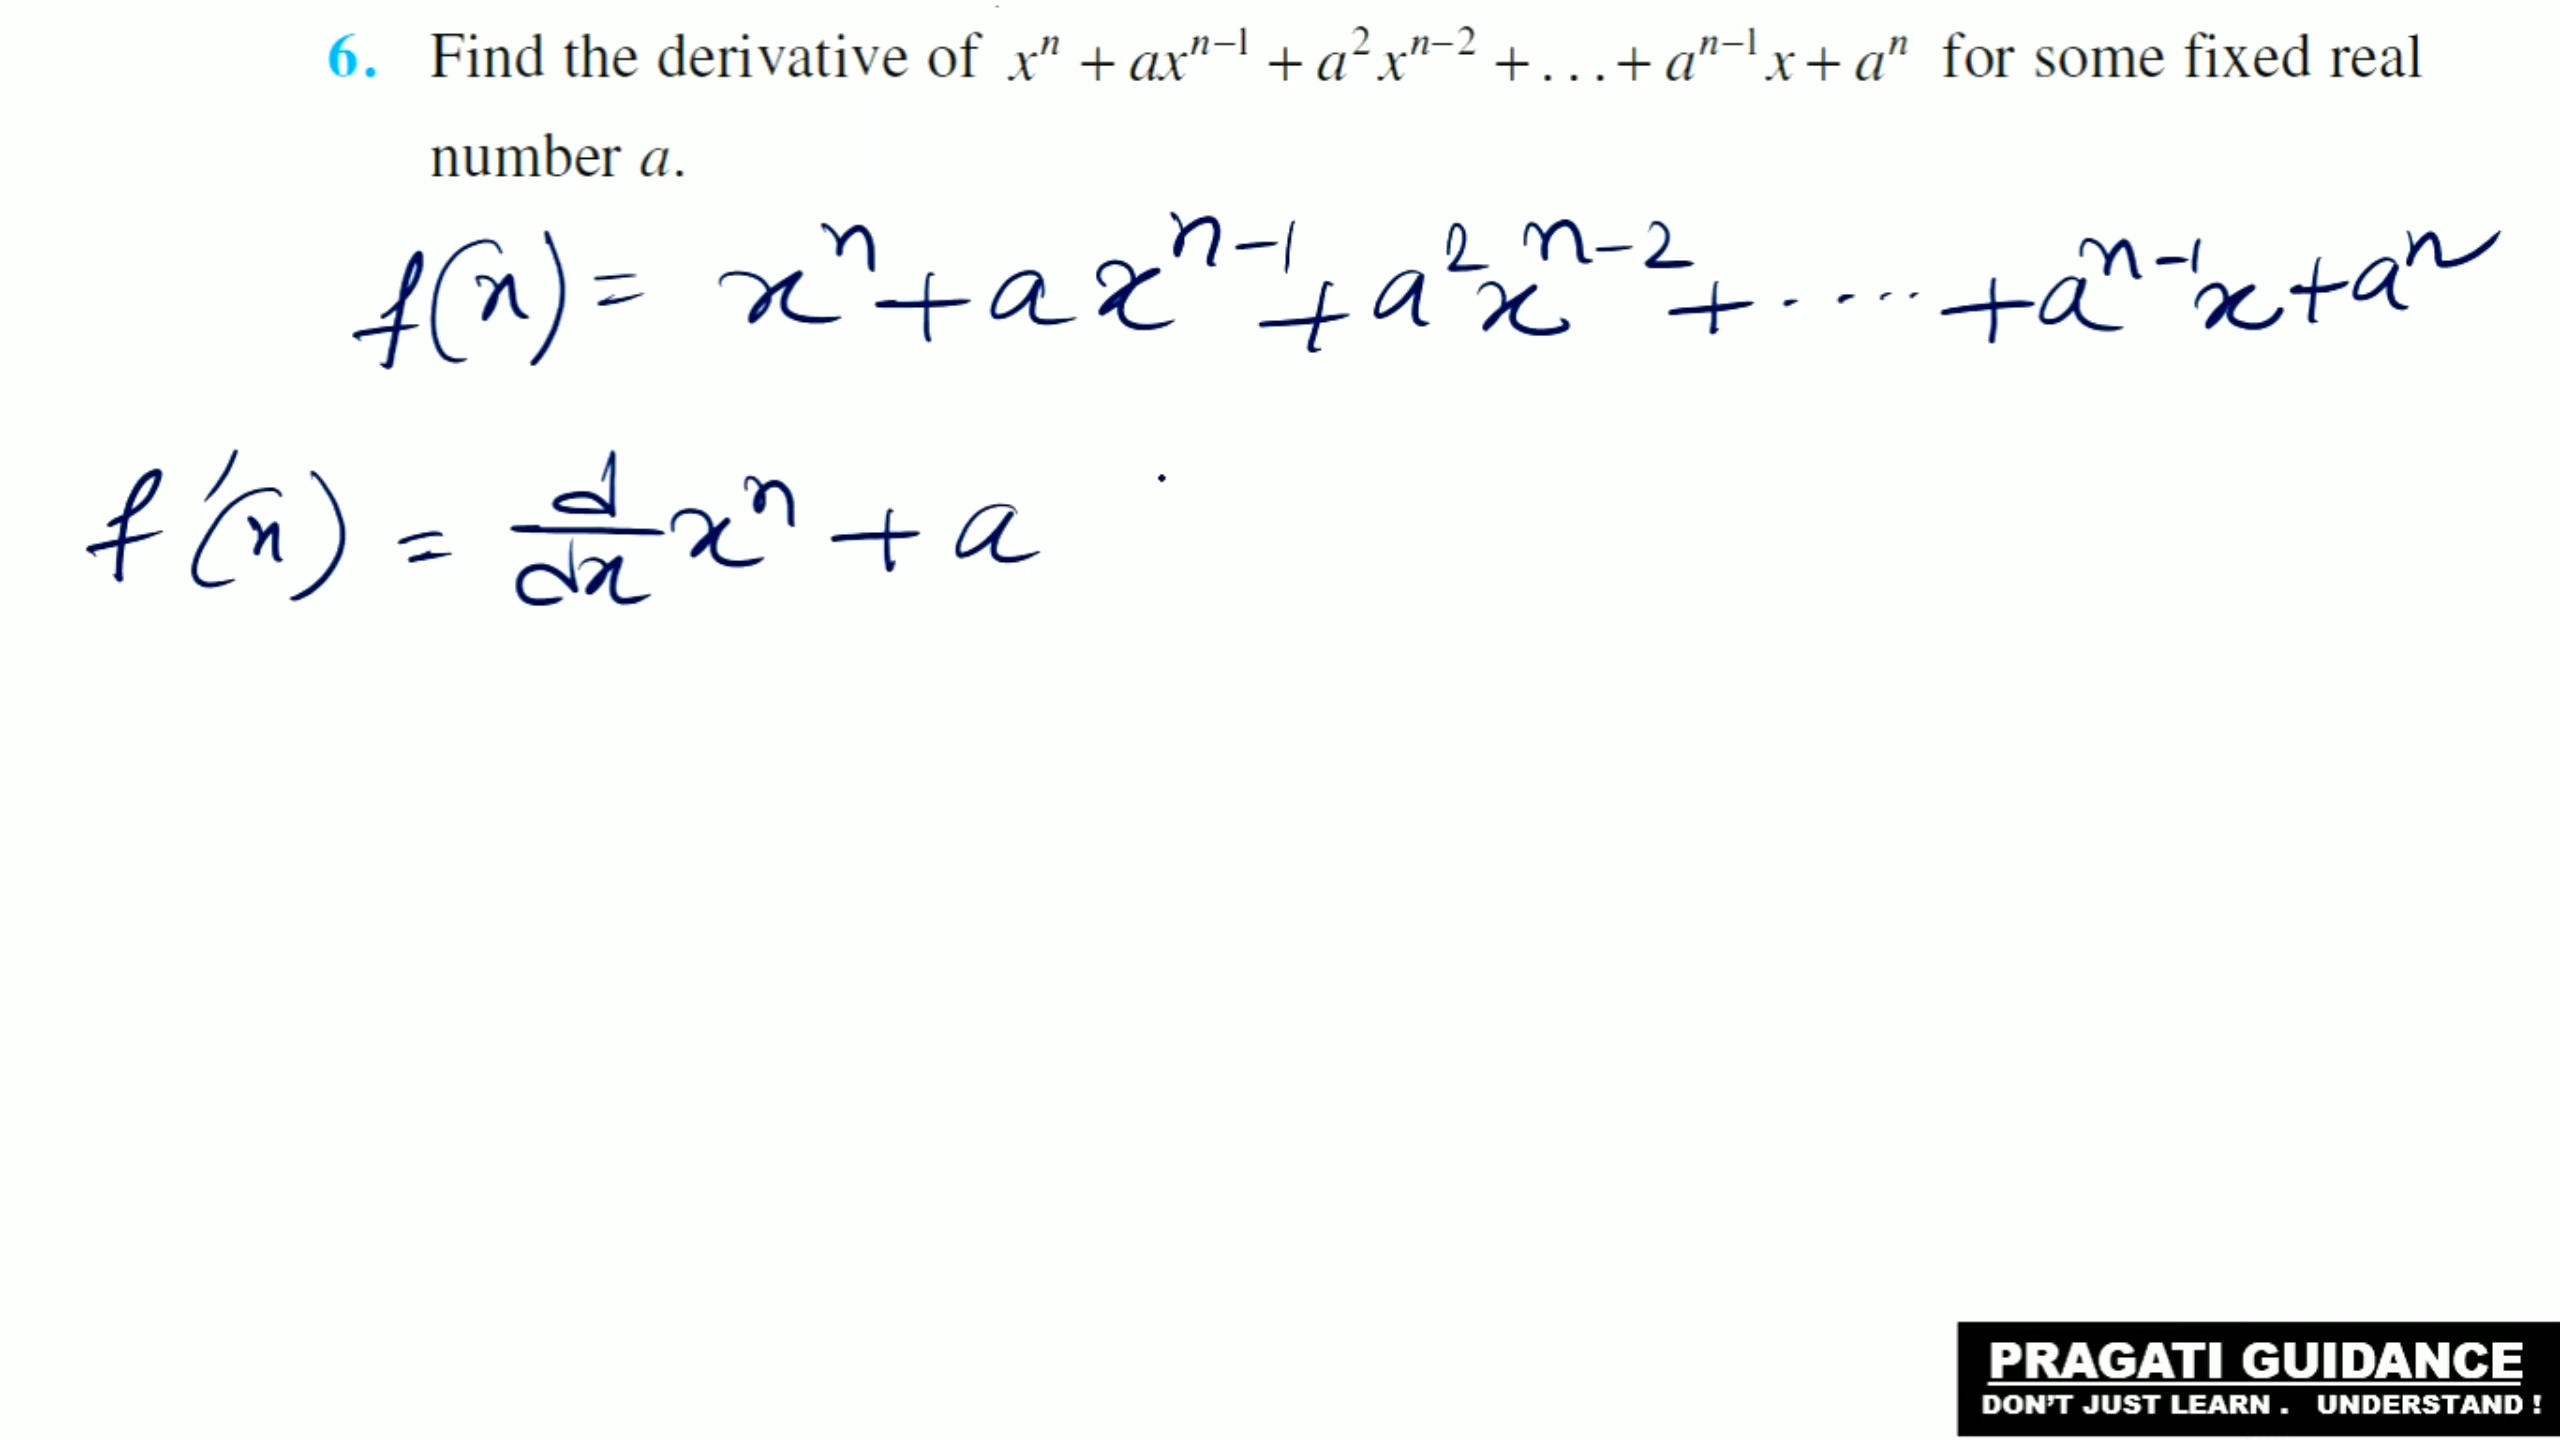 6. Find the derivative of xⁿ + axⁿ⁻¹ + a²xⁿ⁻² + . . . + aⁿ⁻¹x + aⁿ for some fixed real
number a.
f(x) = xⁿ + axⁿ⁻¹ + a²xⁿ⁻² + ..... + aⁿ⁻¹x + aⁿ
f'(x) = d/dx xⁿ + a
PRAGATI GUIDANCE
DON'T JUST LEARN . UNDERSTAND !